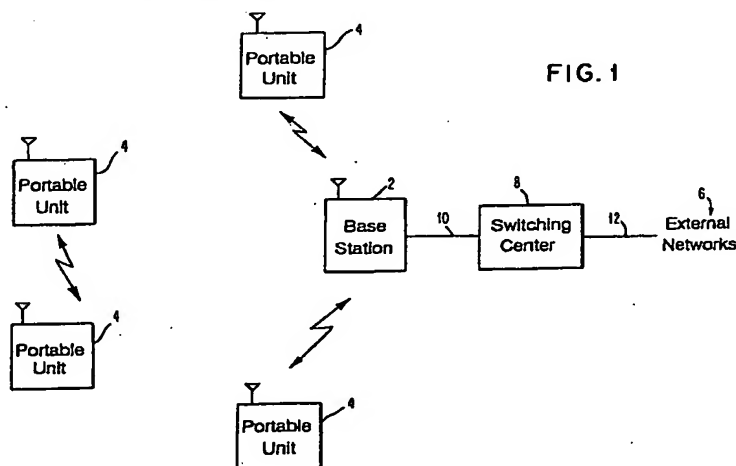 4
Portable
Unit
FIG. 1
4
Portable
Unit
2
8
6
Base
Station
10
Switching
Center
12
External
Networks
4
Portable
Unit
4
Portable
Unit